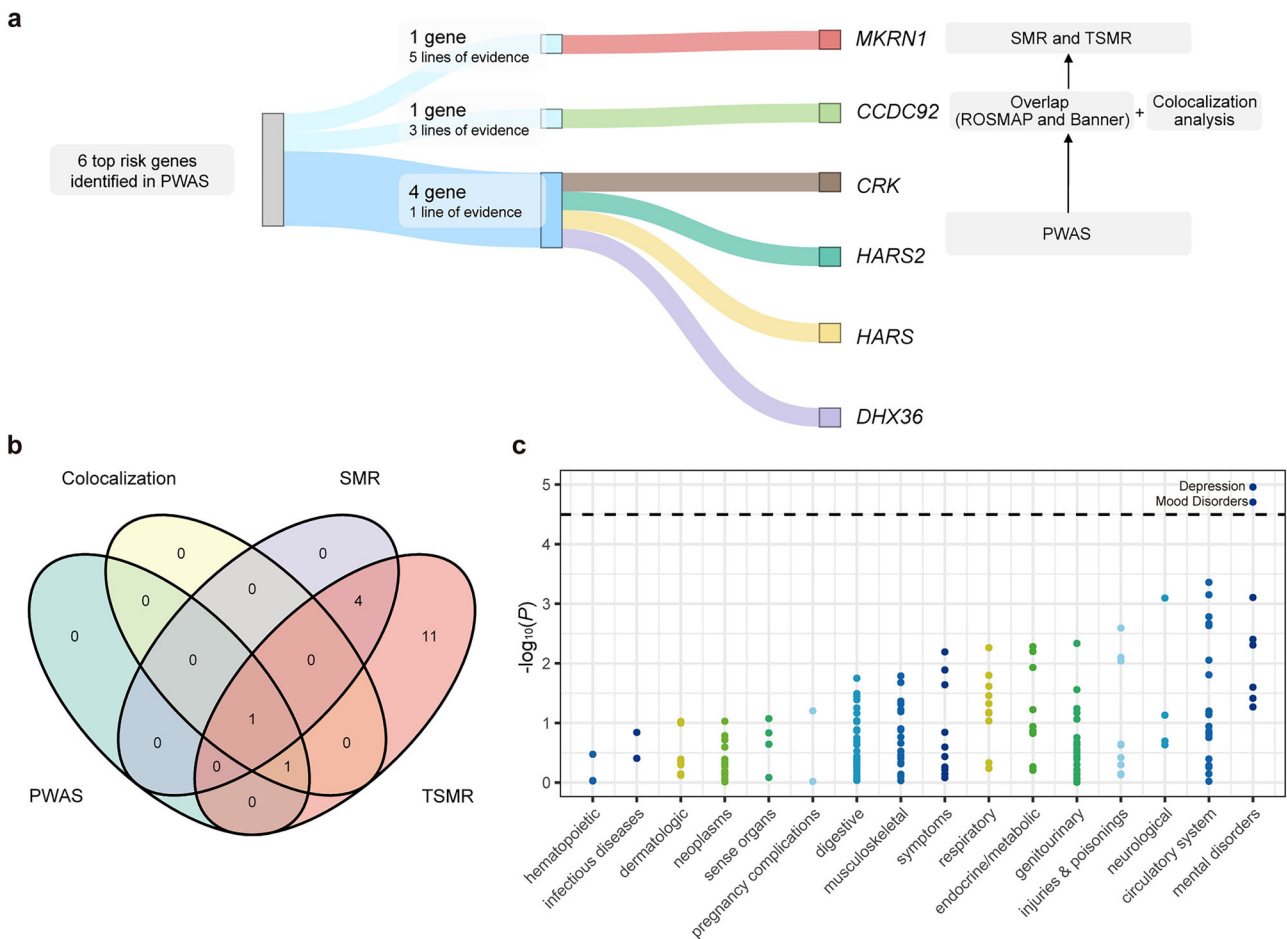 a
1 gene
5 lines of evidence
1 gene
3 lines of evidence
6 top risk genes
identified in PWAS
4 gene
1 line of evidence
MKRN1
CCDC92
CRK
HARS2
HARS
DHX36
SMR and TSMR
Overlap
(ROSMAP and Banner)
+
Colocalization
analysis
PWAS
b
Colocalization
SMR
PWAS
TSMR
0
0
0
0
4
0
11
0
0
1
0
0
0
1
0
c
-log₁₀(P)
5
4
3
2
1
0
Depression
Mood Disorders
hematopoietic
infectious diseases
dermatologic
neoplasms
sense organs
pregnancy complications
digestive
musculoskeletal
symptoms
respiratory
endocrine/metabolic
genitourinary
injuries & poisonings
neurological
circulatory system
mental disorders